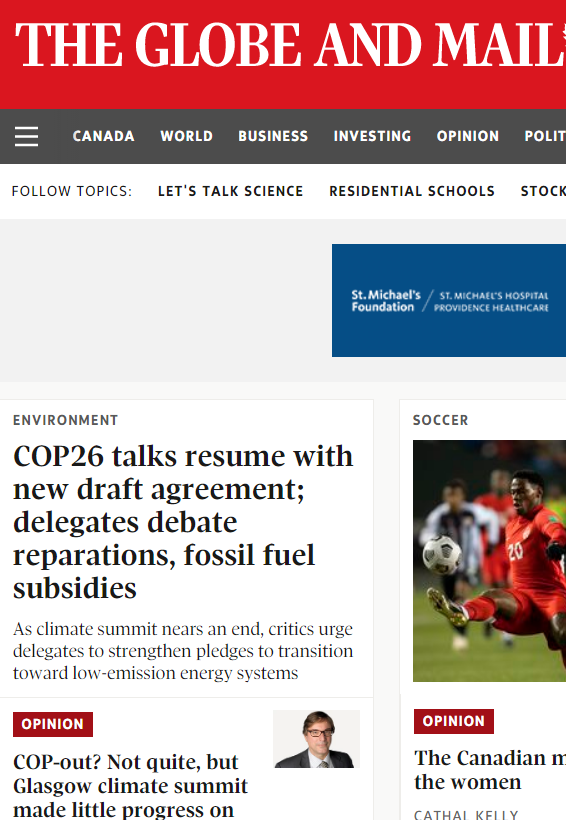 THE GLOBE AND MAIL
CANADA WORLD BUSINESS INVESTING OPINION POLIT
FOLLOW TOPICS: LET'S TALK SCIENCE RESIDENTIAL SCHOOLS STOCK
St. Michael's
Foundation
ST. MICHAEL'S HOSPITAL
PROVIDENCE HEALTHCARE
ENVIRONMENT
COP26 talks resume with
new draft agreement;
delegates debate
reparations, fossil fuel
subsidies
As climate summit nears an end, critics urge
delegates to strengthen pledges to transition
toward low-emission energy systems
OPINION
COP-out? Not quite, but
Glasgow climate summit
made little progress on
SOCCER
20
OPINION
The Canadian m
the women
CATHAL KELLY